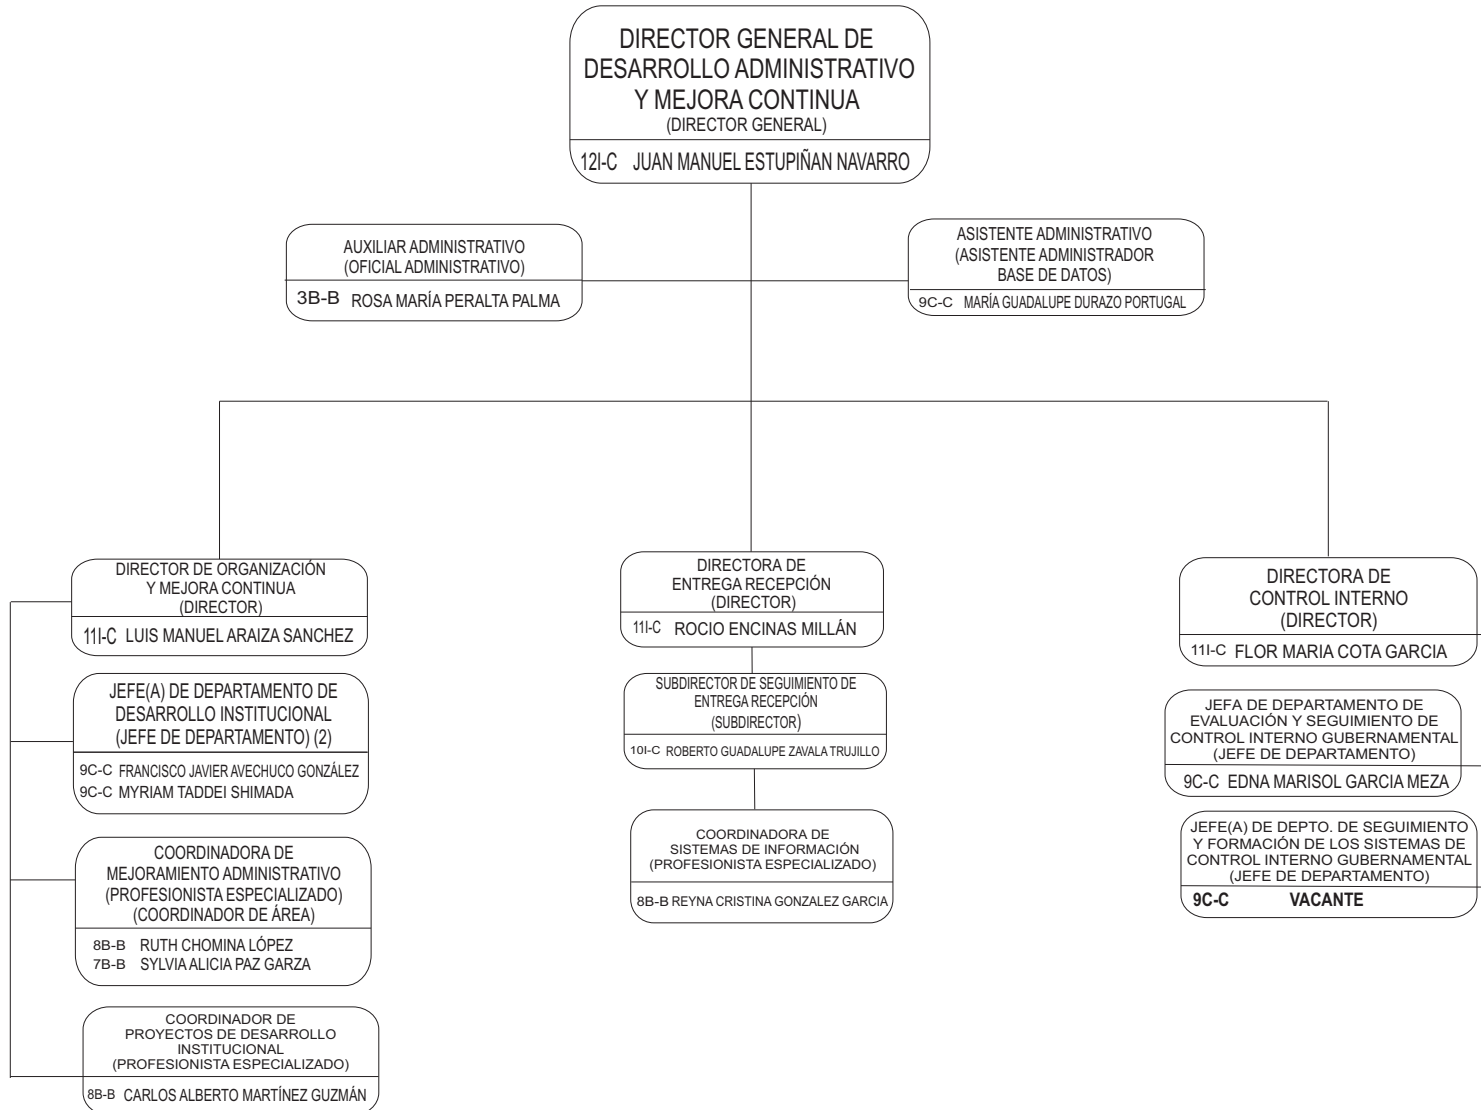 DIRECTOR GENERAL DE
DESARROLLO ADMINISTRATIVO
Y MEJORA CONTINUA
(DIRECTOR GENERAL)
12I-C JUAN MANUEL ESTUPIÑAN NAVARRO
AUXILIAR ADMINISTRATIVO
(OFICIAL ADMINISTRATIVO)
3B-B ROSA MARÍA PERALTA PALMA
ASISTENTE ADMINISTRATIVO
(ASISTENTE ADMINISTRADOR
BASE DE DATOS)
9C-C MARÍA GUADALUPE DURAZO PORTUGAL
DIRECTOR DE ORGANIZACIÓN
Y MEJORA CONTINUA
(DIRECTOR)
11I-C LUIS MANUEL ARAIZA SANCHEZ
JEFE(A) DE DEPARTAMENTO DE
DESARROLLO INSTITUCIONAL
(JEFE DE DEPARTAMENTO) (2)
9C-C FRANCISCO JAVIER AVECHUCO GONZÁLEZ
9C-C MYRIAM TADDEI SHIMADA
COORDINADORA DE
MEJORAMIENTO ADMINISTRATIVO
(PROFESIONISTA ESPECIALIZADO)
(COORDINADOR DE ÁREA)
8B-B RUTH CHOMINA LÓPEZ
7B-B SYLVIA ALICIA PAZ GARZA
COORDINADOR DE
PROYECTOS DE DESARROLLO
INSTITUCIONAL
(PROFESIONISTA ESPECIALIZADO)
8B-B CARLOS ALBERTO MARTÍNEZ GUZMÁN
DIRECTORA DE
ENTREGA RECEPCIÓN
(DIRECTOR)
11I-C ROCIO ENCINAS MILLÁN
SUBDIRECTOR DE SEGUIMIENTO DE
ENTREGA RECEPCIÓN
(SUBDIRECTOR)
10I-C ROBERTO GUADALUPE ZAVALA TRUJILLO
COORDINADORA DE
SISTEMAS DE INFORMACIÓN
(PROFESIONISTA ESPECIALIZADO)
8B-B REYNA CRISTINA GONZALEZ GARCIA
DIRECTORA DE
CONTROL INTERNO
(DIRECTOR)
11I-C FLOR MARIA COTA GARCIA
JEFA DE DEPARTAMENTO DE
EVALUACIÓN Y SEGUIMIENTO DE
CONTROL INTERNO GUBERNAMENTAL
(JEFE DE DEPARTAMENTO)
9C-C EDNA MARISOL GARCIA MEZA
JEFE(A) DE DEPTO. DE SEGUIMIENTO
Y FORMACIÓN DE LOS SISTEMAS DE
CONTROL INTERNO GUBERNAMENTAL
(JEFE DE DEPARTAMENTO)
9C-C VACANTE